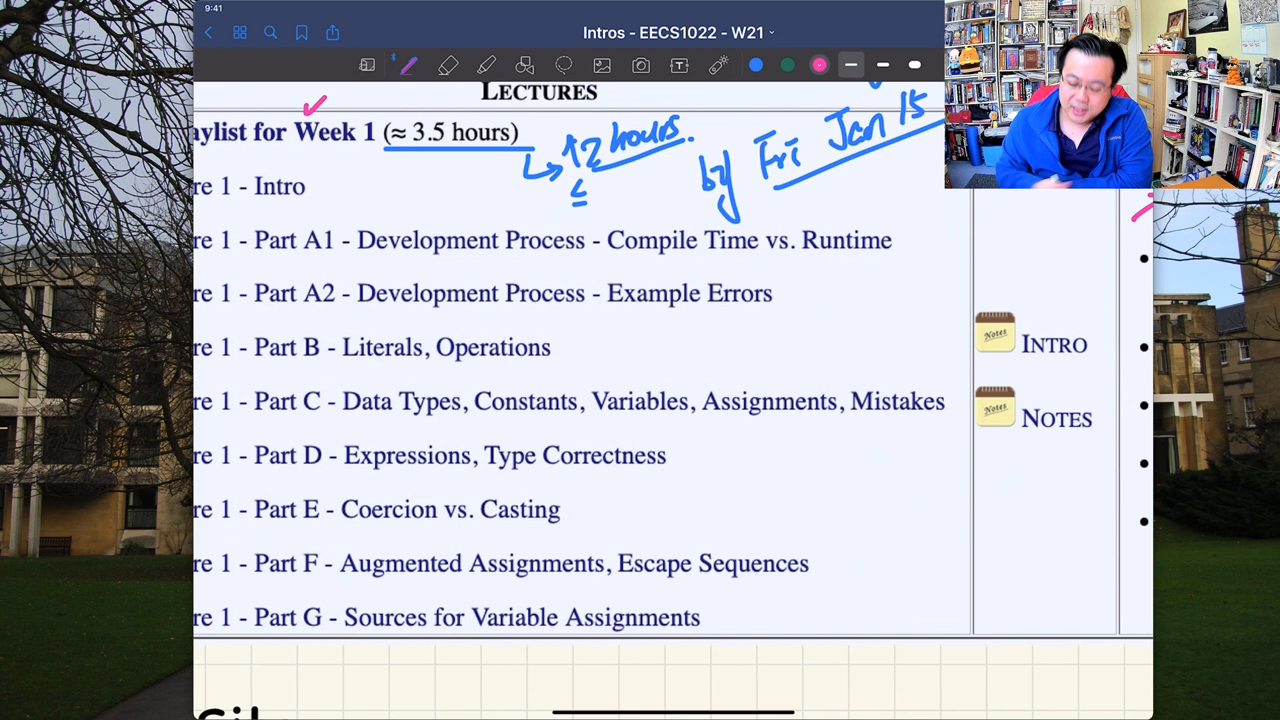 9:41
Intros - EECS1022 - W21
LECTURES
aylist for Week 1 (≈ 3.5 hours)
2 hours.
by Fri Jan 15
re 1 - Intro
re 1 - Part A1 - Development Process - Compile Time vs. Runtime
re 1 - Part A2 - Development Process - Example Errors
re 1 - Part B - Literals, Operations
Notes INTRO
re 1 - Part C - Data Types, Constants, Variables, Assignments, Mistakes
Notes NOTES
re 1 - Part D - Expressions, Type Correctness
re 1 - Part E - Coercion vs. Casting
re 1 - Part F - Augmented Assignments, Escape Sequences
re 1 - Part G - Sources for Variable Assignments